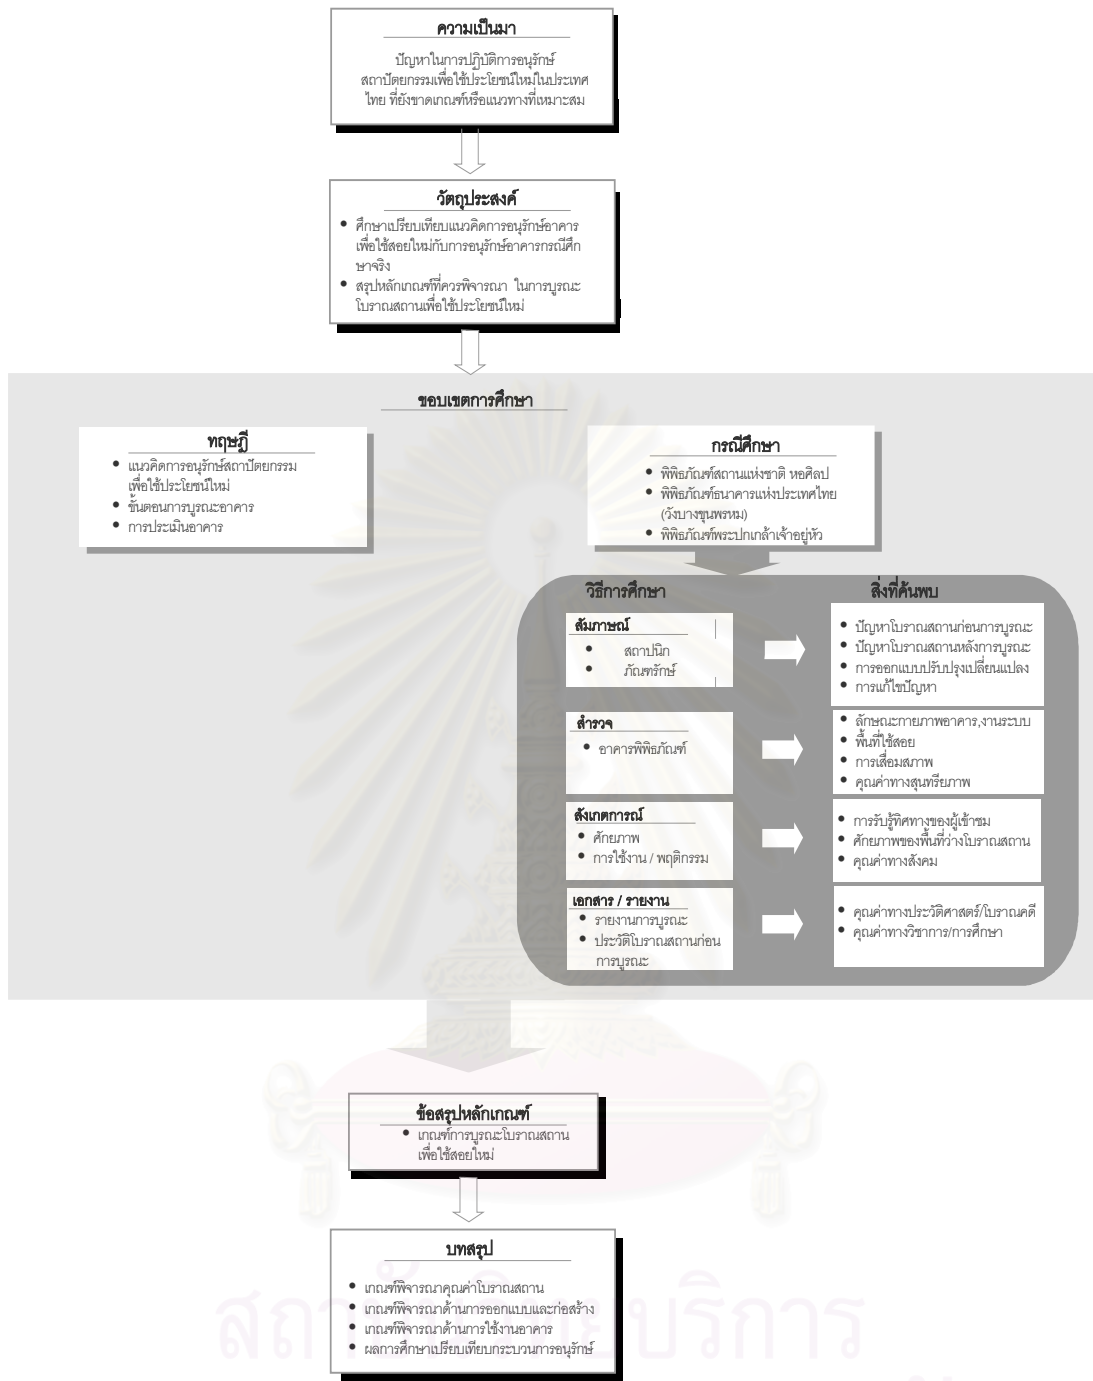 ความเป็นมา
ปัญหาในการปฏิบัติการอนุรักษ์
สถาปัตยกรรมเพื่อใช้ประโยชน์ใหม่ในประเทศ
ไทย ที่ยังขาดเกณฑ์หรือแนวทางที่เหมาะสม
วัตถุประสงค์
• ศึกษาเปรียบเทียบแนวคิดการอนุรักษ์อาคาร
เพื่อใช้สอยใหม่กับการอนุรักษ์อาคารกรณีศึก
ษาจริง
• สรุปหลักเกณฑ์ที่ควรพิจารณา ในการบูรณะ
โบราณสถานเพื่อใช้ประโยชน์ใหม่
ขอบเขตการศึกษา
ทฤษฎี
• แนวคิดการอนุรักษ์สถาปัตยกรรม
เพื่อใช้ประโยชน์ใหม่
• ขั้นตอนการบูรณะอาคาร
• การประเมินอาคาร
กรณีศึกษา
• พิพิธภัณฑ์สถานแห่งชาติ หอศิลป
• พิพิธภัณฑ์ธนาคารแห่งประเทศไทย
(วังบางขุนพรหม)
• พิพิธภัณฑ์พระปกเกล้าเจ้าอยู่หัว
วิธีการศึกษา
สิ่งที่ค้นพบ
สัมภาษณ์
• สถาปนิก
• ภัณฑรักษ์
• ปัญหาโบราณสถานก่อนการบูรณะ
• ปัญหาโบราณสถานหลังการบูรณะ
• การออกแบบปรับปรุงเปลี่ยนแปลง
• การแก้ไขปัญหา
สำรวจ
• อาคารพิพิธภัณฑ์
• ลักษณะกายภาพอาคาร,งานระบบ
• พื้นที่ใช้สอย
• การเสื่อมสภาพ
• คุณค่าทางสุนทรียภาพ
สังเกตการณ์
• ศักยภาพ
• การใช้งาน / พฤติกรรม
• การรับรู้ทิศทางของผู้เข้าชม
• ศักยภาพของพื้นที่ว่างโบราณสถาน
• คุณค่าทางสังคม
เอกสาร / รายงาน
• รายงานการบูรณะ
• ประวัติโบราณสถานก่อน
การบูรณะ
• คุณค่าทางประวัติศาสตร์/โบราณคดี
• คุณค่าทางวิชาการ/การศึกษา
ข้อสรุปหลักเกณฑ์
• เกณฑ์การบูรณะโบราณสถาน
เพื่อใช้สอยใหม่
บทสรุป
• เกณฑ์พิจารณาคุณค่าโบราณสถาน
• เกณฑ์พิจารณาด้านการออกแบบและก่อสร้าง
• เกณฑ์พิจารณาด้านการใช้งานอาคาร
• ผลการศึกษาเปรียบเทียบกระบวนการอนุรักษ์
สถาบันวิทยบริการ